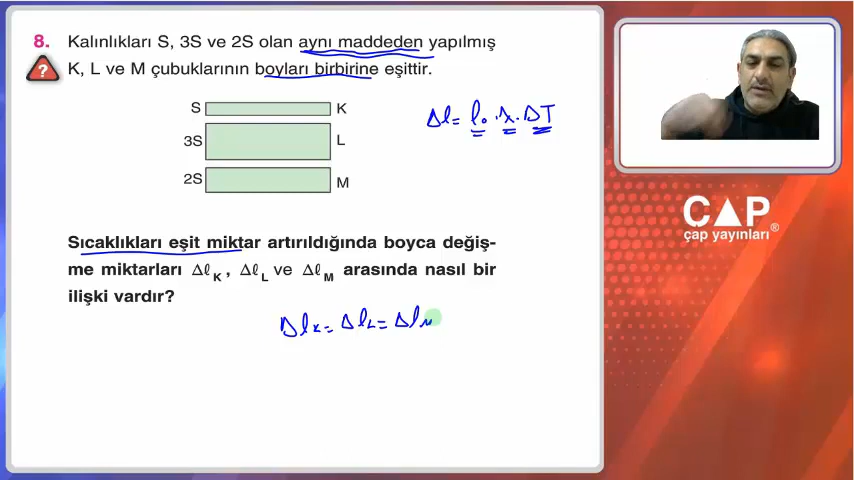 8. Kalınlıkları S, 3S ve 2S olan aynı maddeden yapılmış
K, L ve M çubuklarının boyları birbirine eşittir.
?
S K
3S L
2S M
Δl = l₀ . λ . ΔT
Sıcaklıkları eşit miktar artırıldığında boyca değiş-
me miktarları Δℓ_K , Δℓ_L ve Δℓ_M arasında nasıl bir
ilişki vardır?
Δl_K = Δl_L = Δl_M
ÇAP
çap yayınları®